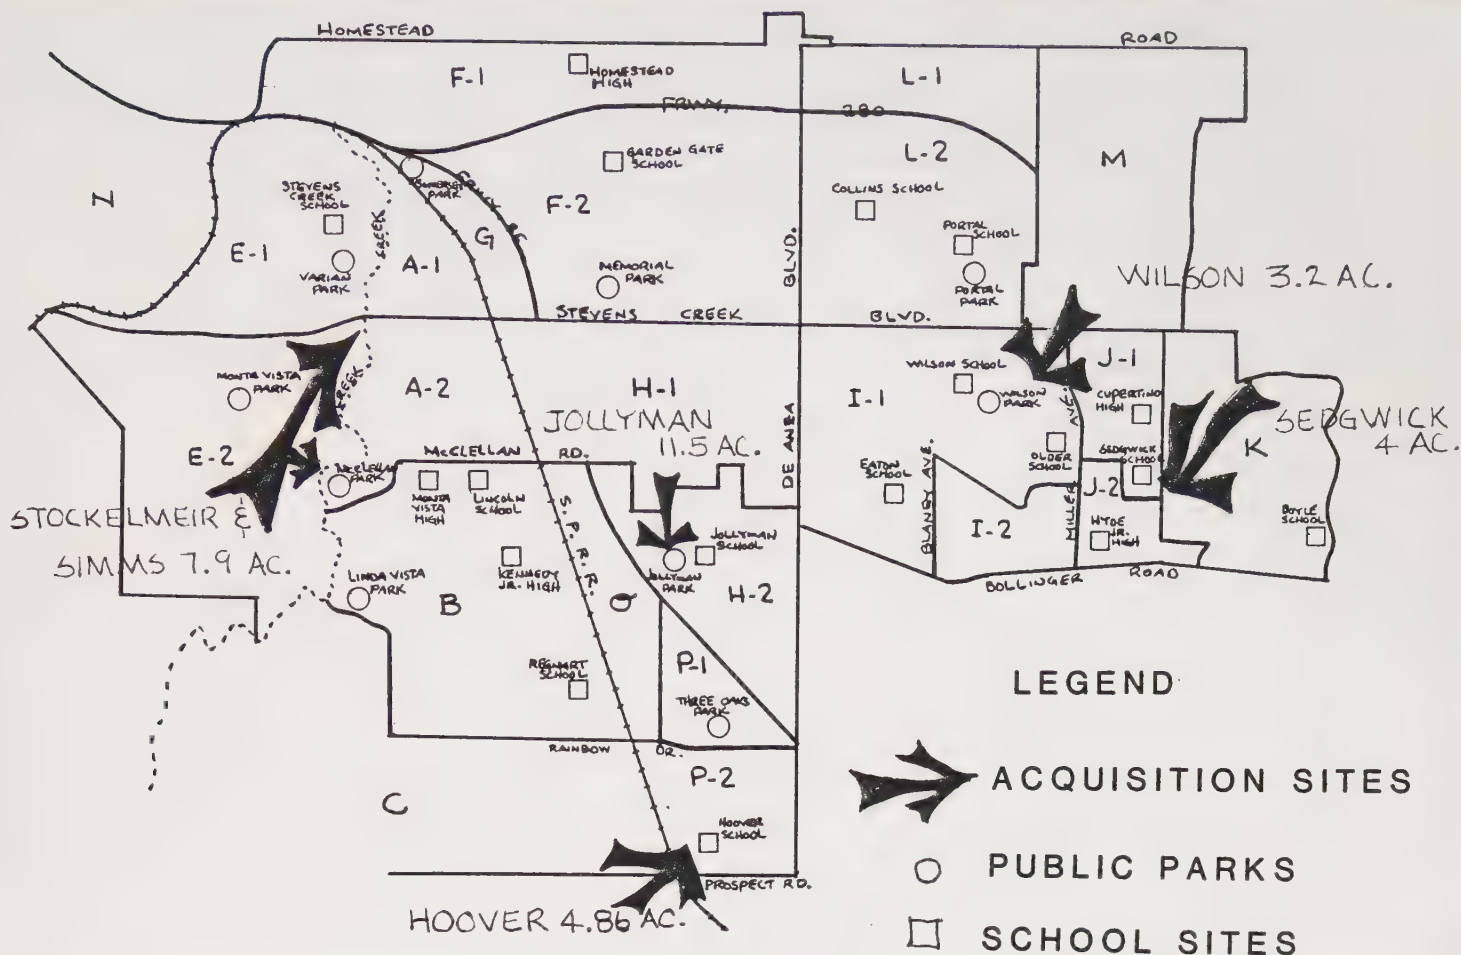 HOMESTEAD
ROAD
F-1
HOMESTEAD
HIGH
L-1
FRWY.
280
GARDEN GATE
SCHOOL
L-2
M
N
STEVENS
CREEK
SCHOOL
CREEK
SOMERSET
PARK
F-2
COLLINS SCHOOL
G
E-1
A-1
VARIAN
PARK
MEMORIAL
PARK
BLVD.
PORTAL
SCHOOL
PORTAL
PARK
WILSON 3.2 AC.
STEVENS
CREEK
BLVD.
MONTA VISTA
PARK
CREEK
A-2
H-1
WILSON SCHOOL
J-1
I-1
WILSON
PARK
AVE.
CUPERTINO
HIGH
JOLLYMAN
11.5 AC.
DE ANZA
SEDGWICK
4 AC.
K
E-2
McCLELLAN
RD.
McCLELLAN
PARK
MONTA
VISTA
HIGH
LINCOLN
SCHOOL
S. P. R. R.
EATON
SCHOOL
BLANEY AVE.
OLDER
SCHOOL
SEDGWICK
SCHOOL
J-2
I-2
MILLER
HYDE
JR. HIGH
BOYLE
SCHOOL
STOCKELMEIR &
SIMMS 7.9 AC.
LINDA VISTA
PARK
B
KENNEDY
JR. HIGH
O
JOLLYMAN
SCHOOL
JOLLYMAN
PARK
H-2
BOLLINGER
ROAD
REGNART
SCHOOL
P-1
THREE OAKS
PARK
RAINBOW
DR.
P-2
C
HOOVER
SCHOOL
PROSPECT RD.
HOOVER 4.86 AC.
LEGEND
ACQUISITION SITES
PUBLIC PARKS
SCHOOL SITES